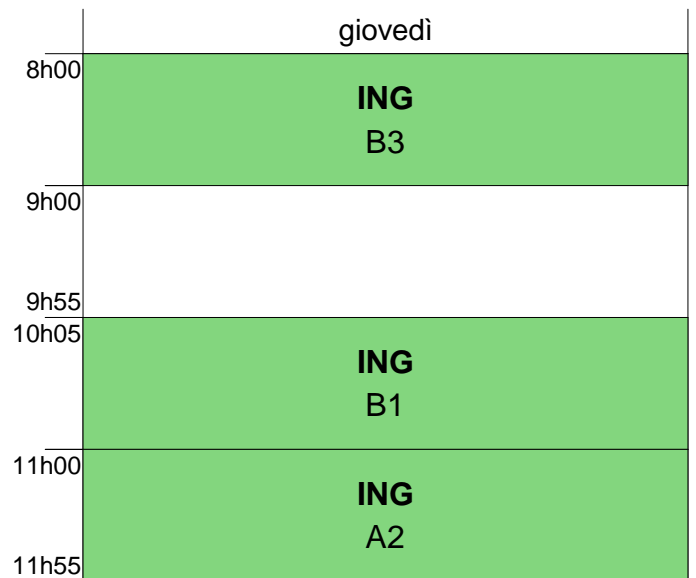 giovedì
8h00
ING
B3
9h00
9h55
10h05
ING
B1
11h00
ING
A2
11h55